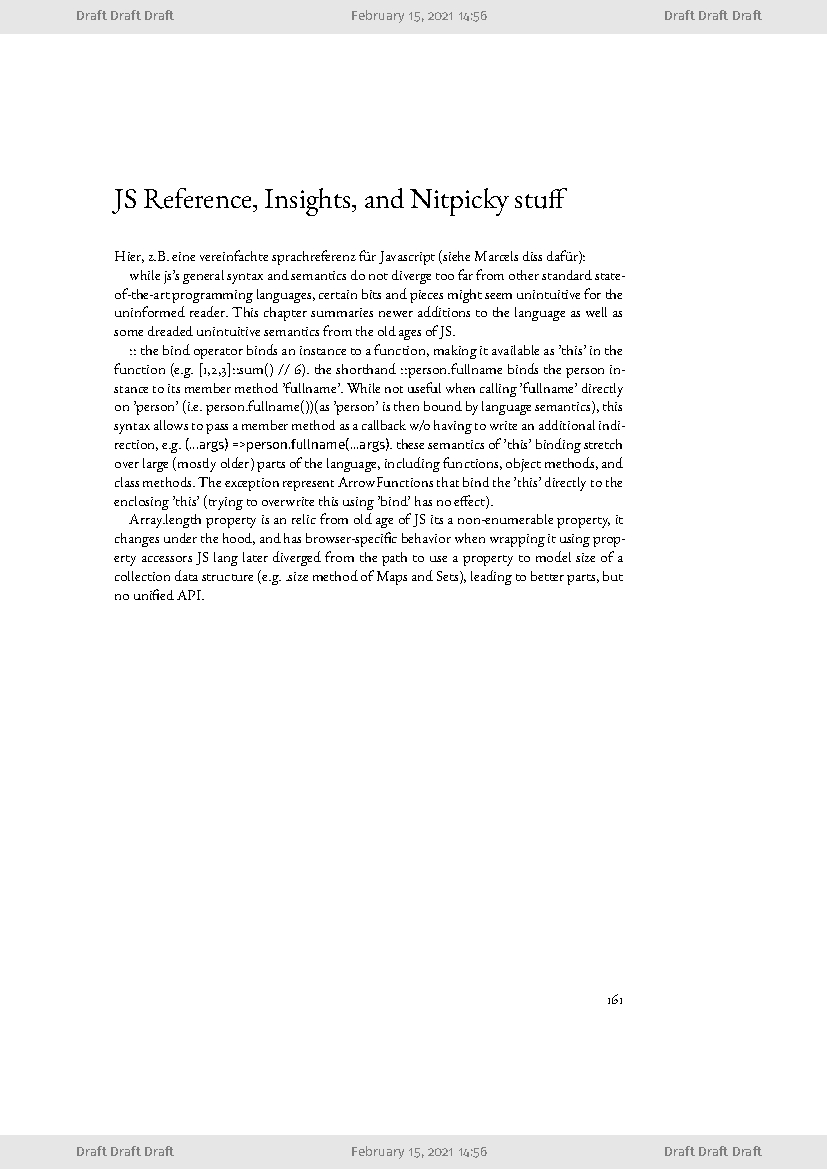 Draft Draft Draft February 15, 2021 14:56 Draft Draft Draft
JS Reference, Insights, and Nitpicky stuff
Hier, z.B. eine vereinfachte sprachreferenz für Javascript (siehe Marcels diss dafür):
while js's general syntax and semantics do not diverge too far from other standard state-
of-the-art programming languages, certain bits and pieces might seem unintuitive for the
uninformed reader. This chapter summaries newer additions to the language as well as
some dreaded unintuitive semantics from the old ages of JS.
:: the bind operator binds an instance to a function, making it available as 'this' in the
function (e.g. [1,2,3]::sum() // 6). the shorthand ::person.fullname binds the person in-
stance to its member method 'fullname'. While not useful when calling 'fullname' directly
on 'person' (i.e. person.fullname())(as 'person' is then bound by language semantics), this
syntax allows to pass a member method as a callback w/o having to write an additional indi-
rection, e.g. (...args) =>person.fullname(...args). these semantics of 'this' binding stretch
over large (mostly older) parts of the language, including functions, object methods, and
class methods. The exception represent ArrowFunctions that bind the 'this' directly to the
enclosing 'this' (trying to overwrite this using 'bind' has no effect).
Array.length property is an relic from old age of JS its a non-enumerable property, it
changes under the hood, and has browser-specific behavior when wrapping it using prop-
erty accessors JS lang later diverged from the path to use a property to model size of a
collection data structure (e.g. .size method of Maps and Sets), leading to better parts, but
no unified API.
161
Draft Draft Draft February 15, 2021 14:56 Draft Draft Draft